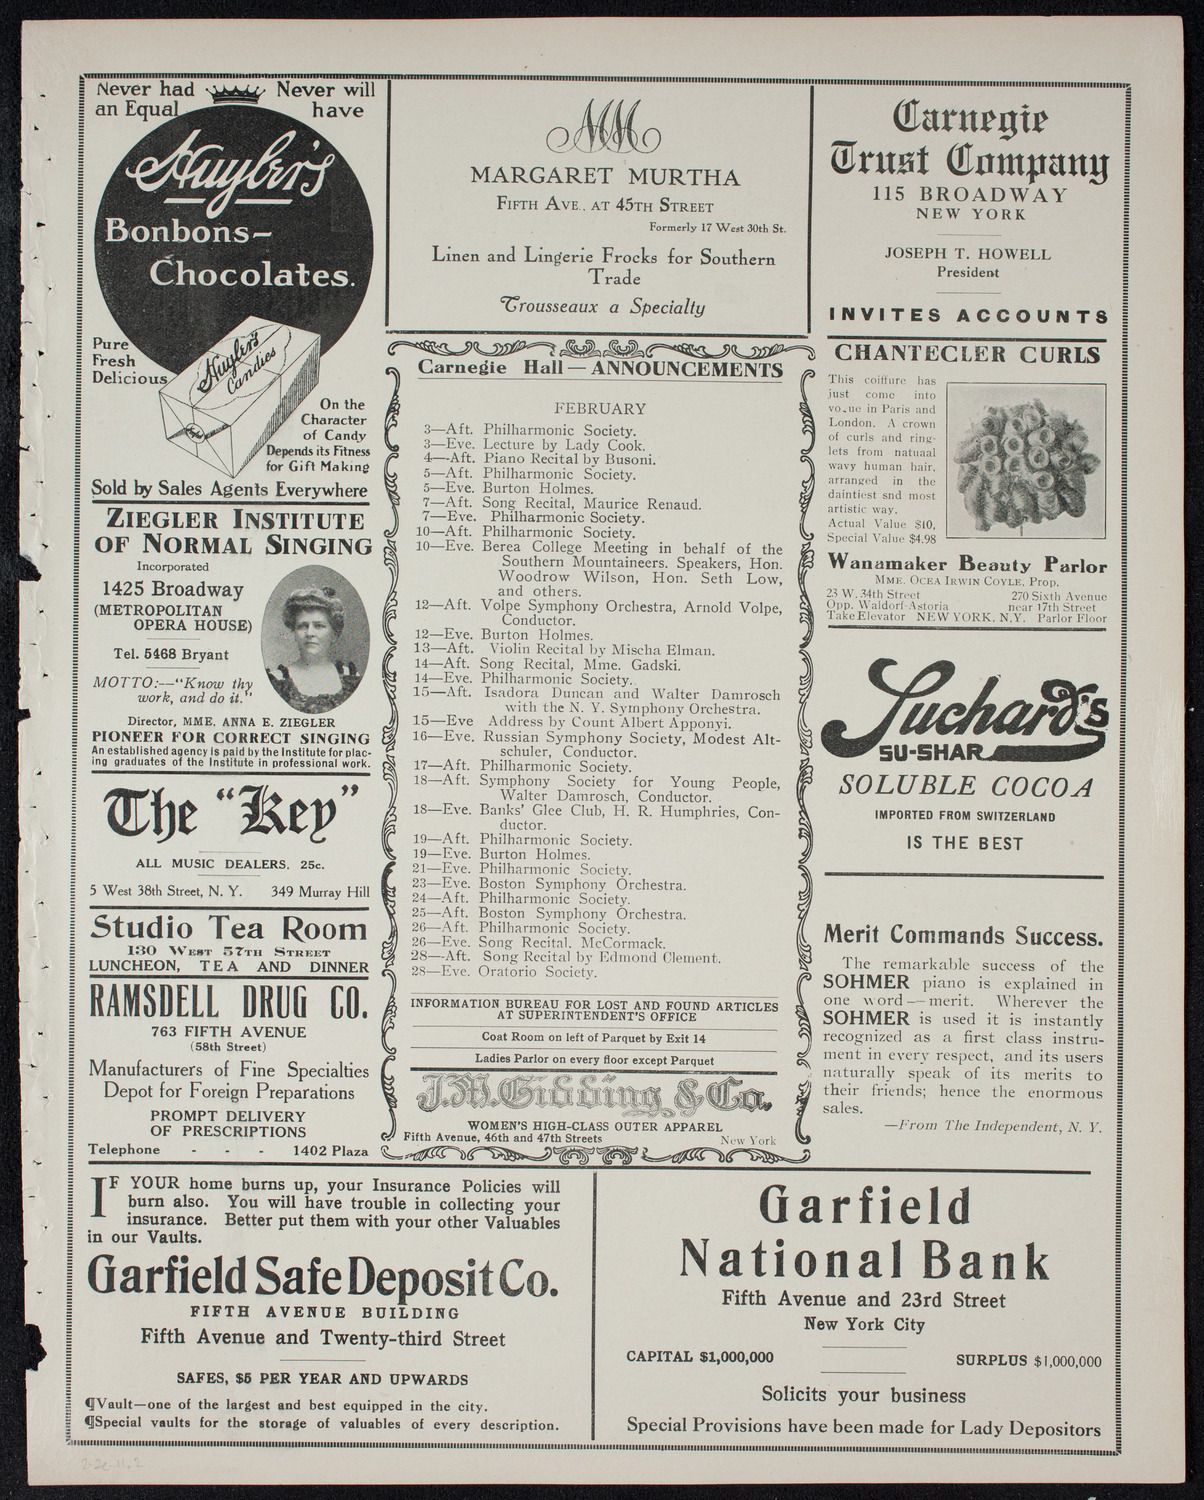 Never had
an Equal
Never will
have
Huyler's
Bonbons—
Chocolates.
Pure
Fresh
Delicious
Huyler's
Candies
On the
Character
of Candy
Depends its Fitness
for Gift Making
Sold by Sales Agents Everywhere
ZIEGLER INSTITUTE
OF NORMAL SINGING
Incorporated
1425 Broadway
(METROPOLITAN
OPERA HOUSE)
Tel. 5468 Bryant
MOTTO:—"Know thy
work, and do it."
Director, MME. ANNA E. ZIEGLER
PIONEER FOR CORRECT SINGING
An established agency is paid by the Institute for plac-
ing graduates of the Institute in professional work.
The "Key"
ALL MUSIC DEALERS, 25c.
5 West 38th Street, N. Y. 349 Murray Hill
Studio Tea Room
130 WEST 57TH STREET
LUNCHEON, TEA AND DINNER
RAMSDELL DRUG CO.
763 FIFTH AVENUE
(58th Street)
Manufacturers of Fine Specialties
Depot for Foreign Preparations
PROMPT DELIVERY
OF PRESCRIPTIONS
Telephone - - - 1402 Plaza
MM
MARGARET MURTHA
FIFTH AVE., AT 45TH STREET
Formerly 17 West 30th St.
Linen and Lingerie Frocks for Southern
Trade
Trousseaux a Specialty
Carnegie Hall—ANNOUNCEMENTS
FEBRUARY
3—Aft. Philharmonic Society.
3—Eve. Lecture by Lady Cook.
4—Aft. Piano Recital by Busoni.
5—Aft. Philharmonic Society.
5—Eve. Burton Holmes.
7—Aft. Song Recital, Maurice Renaud.
7—Eve. Philharmonic Society.
10—Aft. Philharmonic Society.
10—Eve. Berea College Meeting in behalf of the
Southern Mountaineers. Speakers, Hon.
Woodrow Wilson, Hon. Seth Low,
and others.
12—Aft. Volpe Symphony Orchestra, Arnold Volpe,
Conductor.
12—Eve. Burton Holmes.
13—Aft. Violin Recital by Mischa Elman.
14—Aft. Song Recital, Mme. Gadski.
14—Eve. Philharmonic Society.
15—Aft. Isadora Duncan and Walter Damrosch
with the N. Y. Symphony Orchestra.
15—Eve Address by Count Albert Apponyi.
16—Eve. Russian Symphony Society, Modest Alt-
schuler, Conductor.
17—Aft. Philharmonic Society.
18—Aft. Symphony Society for Young People,
Walter Damrosch, Conductor.
18—Eve. Banks' Glee Club, H. R. Humphries, Con-
ductor.
19—Aft. Philharmonic Society.
19—Eve. Burton Holmes.
21—Eve. Philharmonic Society.
23—Eve. Boston Symphony Orchestra.
24—Aft. Philharmonic Society.
25—Aft. Boston Symphony Orchestra.
26—Aft. Philharmonic Society.
26—Eve. Song Recital, McCormack.
28—Aft. Song Recital by Edmond Clement.
28—Eve. Oratorio Society.
INFORMATION BUREAU FOR LOST AND FOUND ARTICLES
AT SUPERINTENDENT'S OFFICE
Coat Room on left of Parquet by Exit 14
Ladies Parlor on every floor except Parquet
J.M. Gidding & Co.
WOMEN'S HIGH-CLASS OUTER APPAREL
Fifth Avenue, 46th and 47th Streets New York
Carnegie
Trust Company
115 BROADWAY
NEW YORK
JOSEPH T. HOWELL
President
INVITES ACCOUNTS
CHANTECLER CURLS
This coiffure has
just come into
vo_ue in Paris and
London. A crown
of curls and ring-
lets from natuaal
wavy human hair,
arranged in the
daintiest snd most
artistic way.
Actual Value $10,
Special Value $4.98
Wanamaker Beauty Parlor
MME. OCEA IRWIN COYLE, Prop.
23 W. 34th Street 270 Sixth Avenue
Opp. Waldorf-Astoria near 17th Street
Take Elevator NEW YORK, N.Y. Parlor Floor
Suchard's
SU-SHAR
SOLUBLE COCOA
IMPORTED FROM SWITZERLAND
IS THE BEST
Merit Commands Success.
The remarkable success of the
SOHMER piano is explained in
one word—merit. Wherever the
SOHMER is used it is instantly
recognized as a first class instru-
ment in every respect, and its users
naturally speak of its merits to
their friends; hence the enormous
sales.
—From The Independent, N. Y.
IF YOUR home burns up, your Insurance Policies will
burn also. You will have trouble in collecting your
insurance. Better put them with your other Valuables
in our Vaults.
Garfield Safe Deposit Co.
FIFTH AVENUE BUILDING
Fifth Avenue and Twenty-third Street
SAFES, $5 PER YEAR AND UPWARDS
¶Vault—one of the largest and best equipped in the city.
¶Special vaults for the storage of valuables of every description.
Garfield
National Bank
Fifth Avenue and 23rd Street
New York City
CAPITAL $1,000,000 SURPLUS $1,000,000
Solicits your business
Special Provisions have been made for Lady Depositors